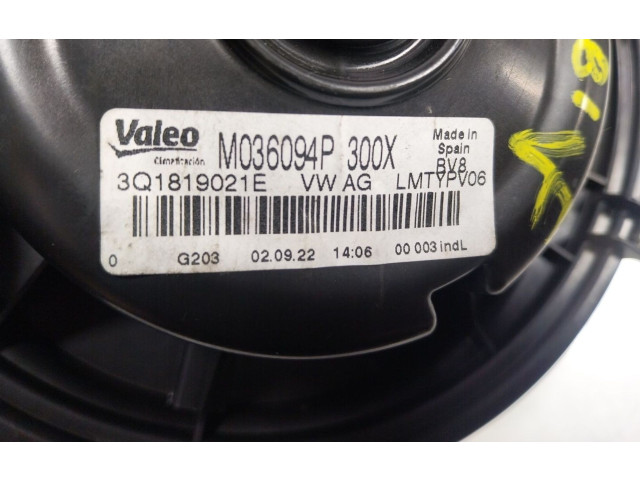 Valeo M036094P 300X Made in
Climatización Spain
BV8
3Q1819021E VW AG LMTYPV06
0 G203 02.09.22 14:06 00 003 indL